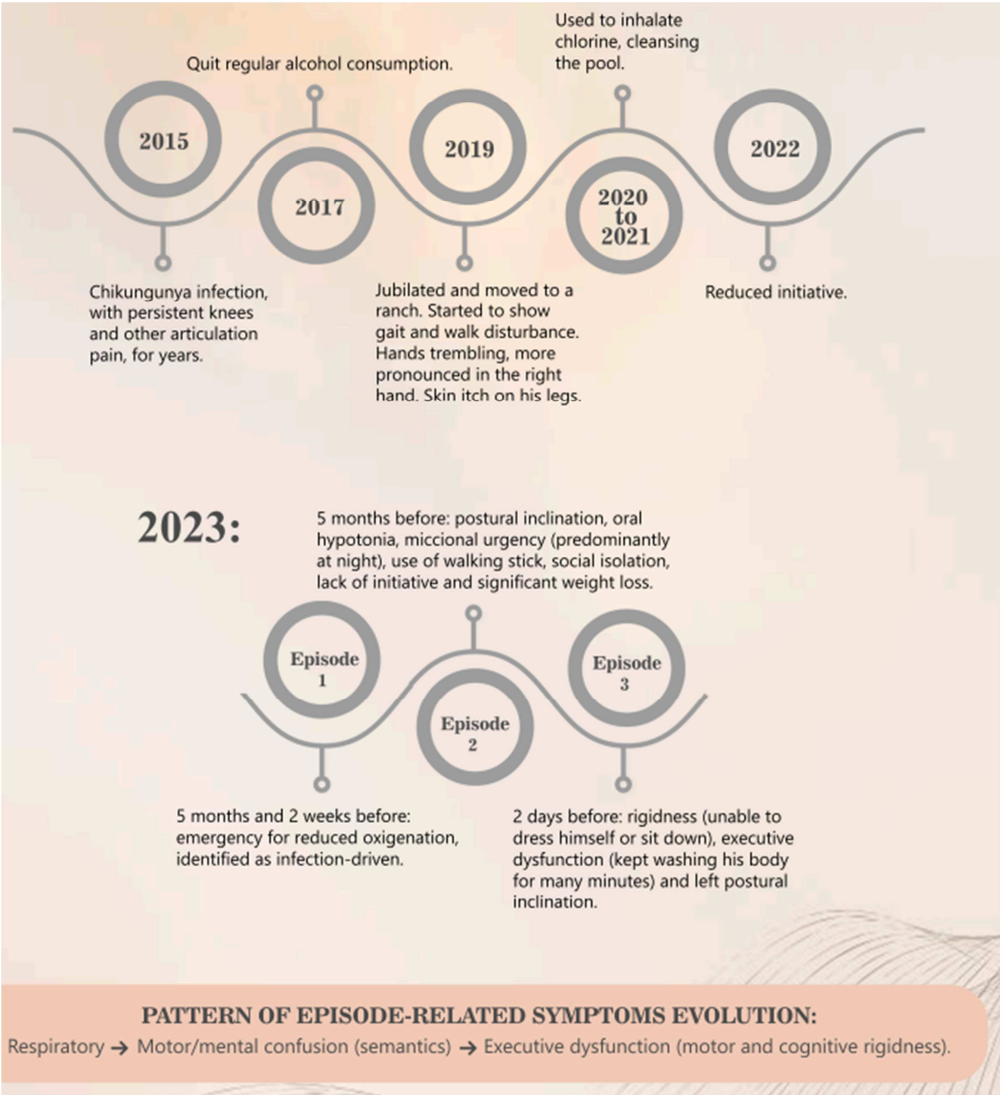 Used to inhalate
chlorine, cleansing
the pool.
Quit regular alcohol consumption.
2015
2017
2019
2020
to
2021
2022
Chikungunya infection,
with persistent knees
and other articulation
pain, for years.
Jubilated and moved to a
ranch. Started to show
gait and walk disturbance.
Hands trembling, more
pronounced in the right
hand. Skin itch on his legs.
Reduced initiative.
2023:
5 months before: postural inclination, oral
hypotonia, miccional urgency (predominantly
at night), use of walking stick, social isolation,
lack of initiative and significant weight loss.
Episode
1
Episode
2
Episode
3
5 months and 2 weeks before:
emergency for reduced oxigenation,
identified as infection-driven.
2 days before: rigidness (unable to
dress himself or sit down), executive
dysfunction (kept washing his body
for many minutes) and left postural
inclination.
PATTERN OF EPISODE-RELATED SYMPTOMS EVOLUTION:
Respiratory → Motor/mental confusion (semantics) → Executive dysfunction (motor and cognitive rigidness).